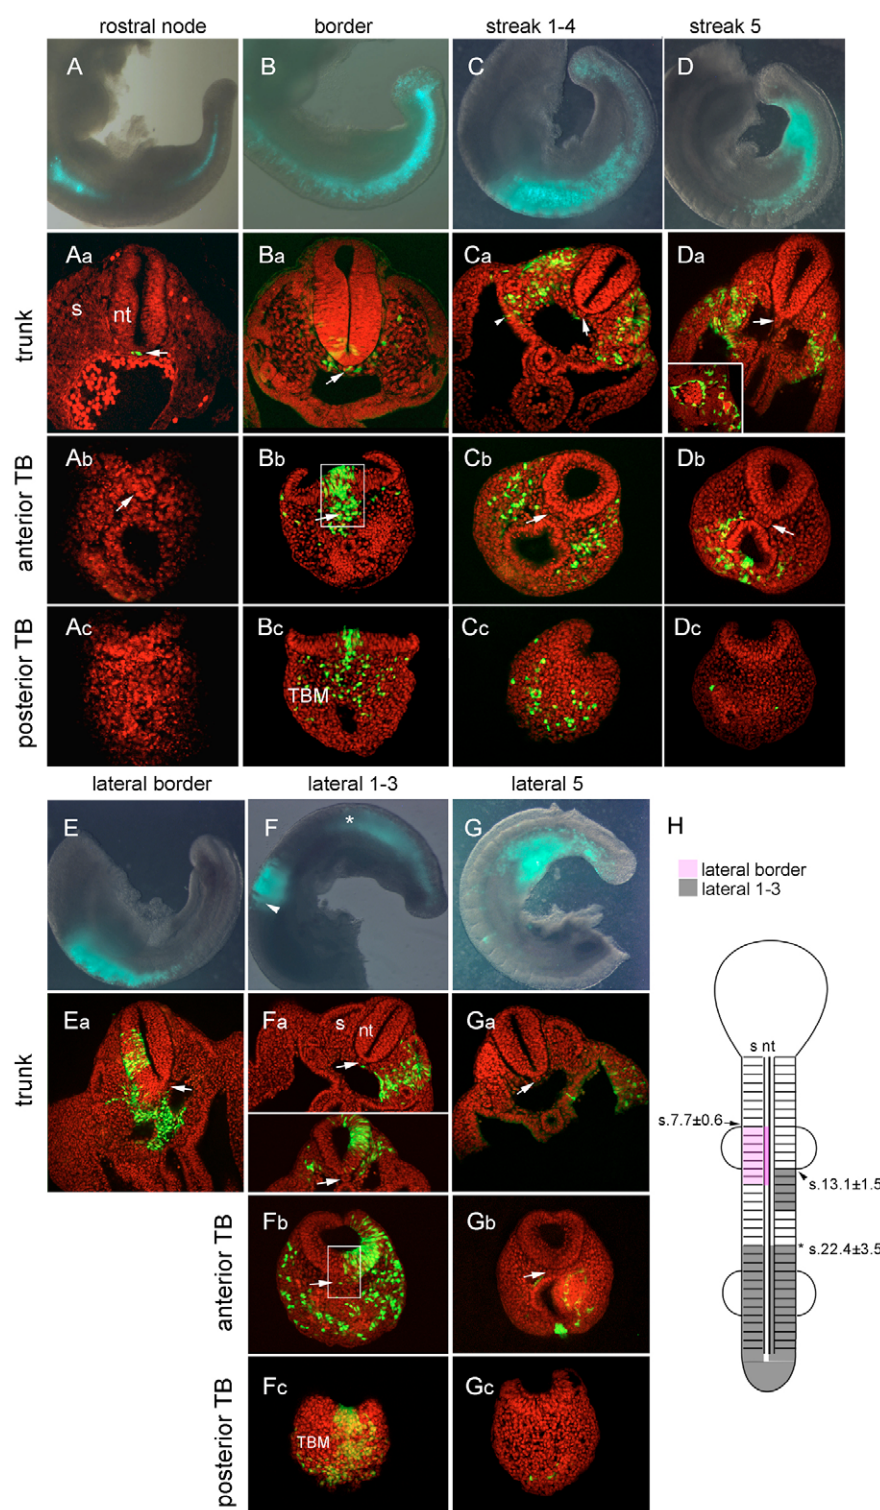 rostral node border streak 1-4 streak 5
A B C D
trunk
Aa Ba Ca Da
s nt
anterior TB
Ab Bb Cb Db
posterior TB
Ac Bc Cc Dc
TBM
lateral border lateral 1-3 lateral 5
E F G H
*
lateral border
lateral 1-3
trunk
Ea Fa Ga
s nt
s nt
s.7.7±0.6
s.13.1±1.5
* s.22.4±3.5
anterior TB
Fb Gb
posterior TB
Fc Gc
TBM